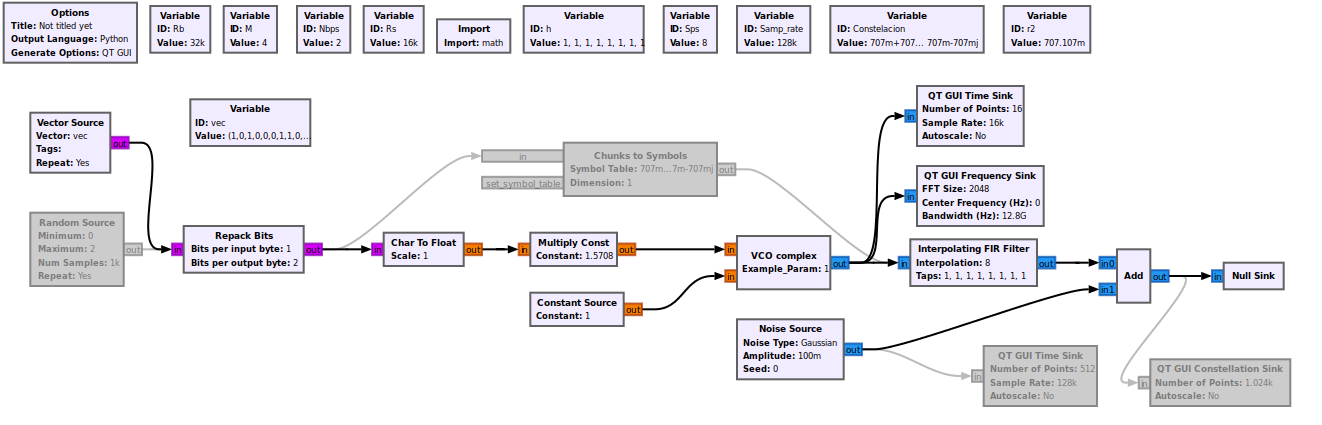 Options
Title: Not titled yet
Output Language: Python
Generate Options: QT GUI
Variable
ID: Rb
Value: 32k
Variable
ID: M
Value: 4
Variable
ID: Nbps
Value: 2
Variable
ID: Rs
Value: 16k
Import
Import: math
Variable
ID: h
Value: 1, 1, 1, 1, 1, 1, 1, 1
Variable
ID: Sps
Value: 8
Variable
ID: Samp_rate
Value: 128k
Variable
ID: Constelacion
Value: 707m+707... 707m-707mj
Variable
ID: r2
Value: 707.107m
Vector Source
Vector: vec
Tags:
Repeat: Yes
out
Variable
ID: vec
Value: (1,0,1,0,0,0,1,1,0,...
Random Source
Minimum: 0
Maximum: 2
Num Samples: 1k
Repeat: Yes
out
in
Repack Bits
Bits per input byte: 1
Bits per output byte: 2
out
in
set_symbol_table
Chunks to Symbols
Symbol Table: 707m...7m-707mj
Dimension: 1
out
in
Char To Float
Scale: 1
out
in
Multiply Const
Constant: 1.5708
out
Constant Source
Constant: 1
out
in
in
VCO complex
Example_Param: 1
out
in
QT GUI Time Sink
Number of Points: 16
Sample Rate: 16k
Autoscale: No
in
QT GUI Frequency Sink
FFT Size: 2048
Center Frequency (Hz): 0
Bandwidth (Hz): 12.8G
in
Interpolating FIR Filter
Interpolation: 8
Taps: 1, 1, 1, 1, 1, 1, 1, 1
out
Noise Source
Noise Type: Gaussian
Amplitude: 100m
Seed: 0
out
in0
in1
Add
out
in
Null Sink
in
QT GUI Time Sink
Number of Points: 512
Sample Rate: 128k
Autoscale: No
in
QT GUI Constellation Sink
Number of Points: 1.024k
Autoscale: No